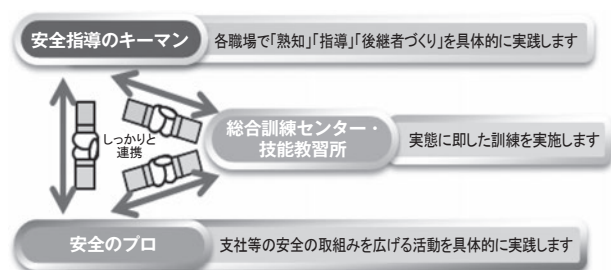 安全指導のキーマン
各職場で「熟知」「指導」「後継者づくり」を具体的に実践します
しっかりと
連携
総合訓練センター・
技能教習所
実態に即した訓練を実施します
安全のプロ
支社等の安全の取組みを広げる活動を具体的に実践します